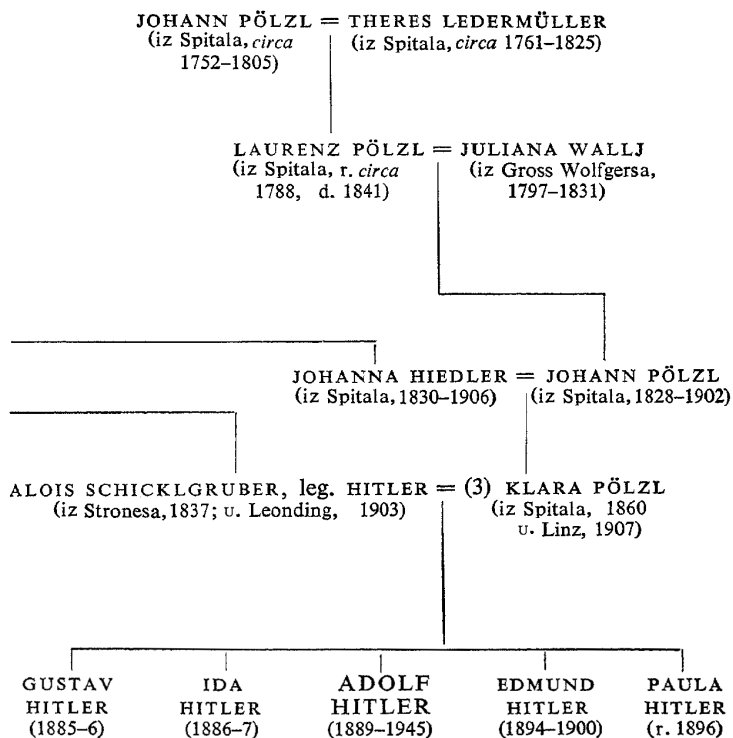 JOHANN PÖLZL = THERES LEDERMÜLLER
(iz Spitala, circa
1752–1805)
(iz Spitala, circa 1761–1825)
LAURENZ PÖLZL = JULIANA WALLJ
(iz Spitala, r. circa
1788, d. 1841)
(iz Gross Wolfgersa,
1797–1831)
JOHANNA HIEDLER = JOHANN PÖLZL
(iz Spitala, 1830–1906)
(iz Spitala, 1828–1902)
ALOIS SCHICKLGRUBER, leg. HITLER = (3) KLARA PÖLZL
(iz Stronesa, 1837; u. Leonding, 1903)
(iz Spitala, 1860
u. Linz, 1907)
GUSTAV
HITLER
(1885–6)
IDA
HITLER
(1886–7)
ADOLF
HITLER
(1889–1945)
EDMUND
HITLER
(1894–1900)
PAULA
HITLER
(r. 1896)